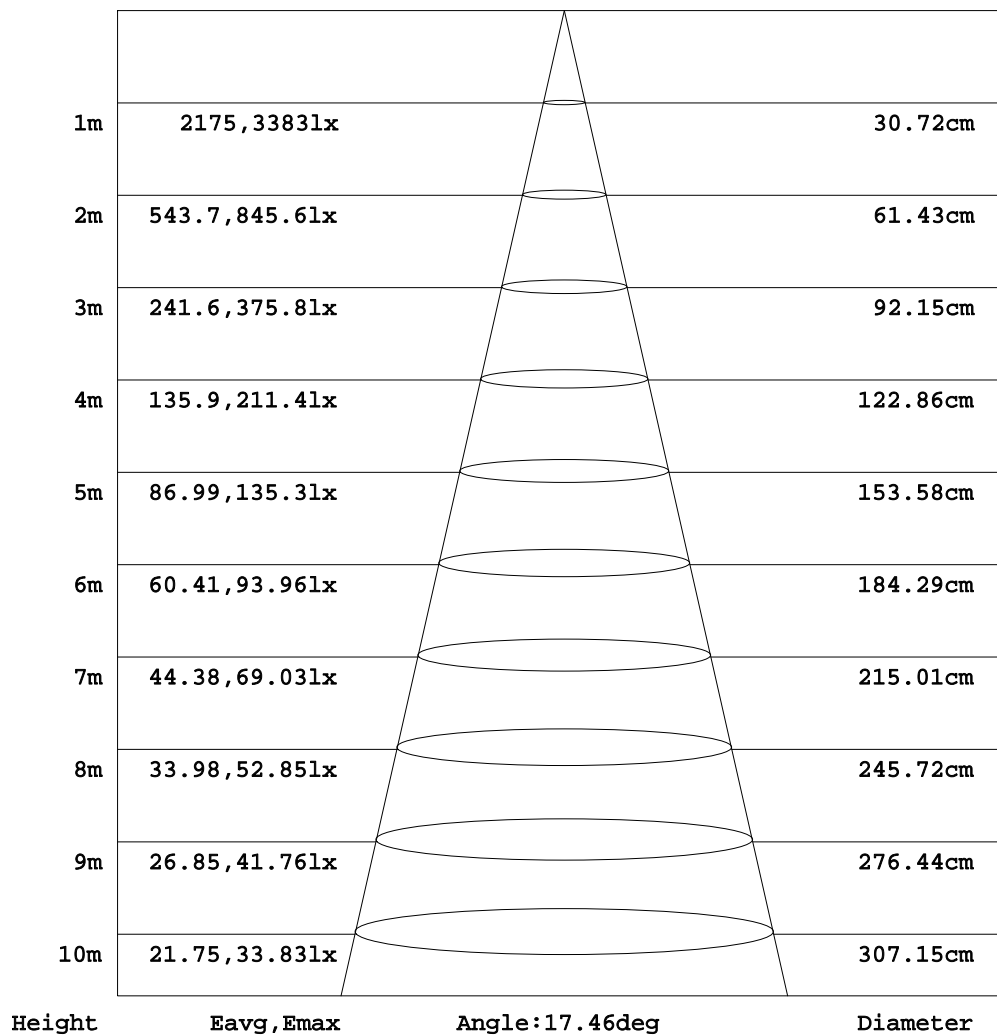 1m 2175,3383lx 30.72cm
2m 543.7,845.6lx 61.43cm
3m 241.6,375.8lx 92.15cm
4m 135.9,211.4lx 122.86cm
5m 86.99,135.3lx 153.58cm
6m 60.41,93.96lx 184.29cm
7m 44.38,69.03lx 215.01cm
8m 33.98,52.85lx 245.72cm
9m 26.85,41.76lx 276.44cm
10m 21.75,33.83lx 307.15cm
Height Eavg,Emax Angle:17.46deg Diameter